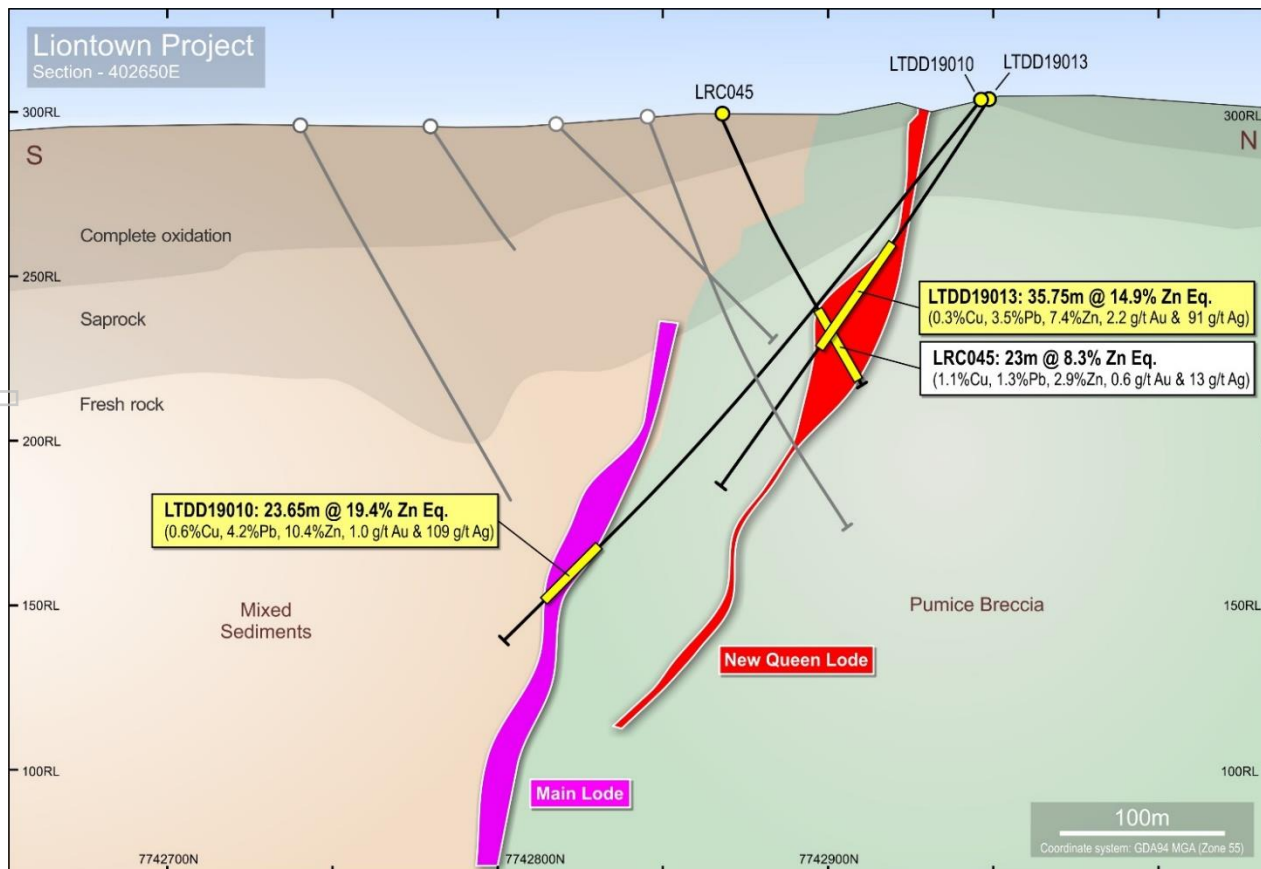 Liontown Project
Section - 402650E
LTDD19010
LTDD19013
LRC045
300RL
300RL
S
N
Complete oxidation
250RL
250RL
Saprock
LTDD19013: 35.75m @ 14.9% Zn Eq.
(0.3%Cu, 3.5%Pb, 7.4%Zn, 2.2 g/t Au & 91 g/t Ag)
LRC045: 23m @ 8.3% Zn Eq.
(1.1%Cu, 1.3%Pb, 2.9%Zn, 0.6 g/t Au & 13 g/t Ag)
Fresh rock
200RL
200RL
LTDD19010: 23.65m @ 19.4% Zn Eq.
(0.6%Cu, 4.2%Pb, 10.4%Zn, 1.0 g/t Au & 109 g/t Ag)
150RL
150RL
Mixed
Sediments
Pumice Breccia
New Queen Lode
100RL
100RL
Main Lode
100m
Coordinate system: GDA94 MGA (Zone 55)
7742700N
7742800N
7742900N